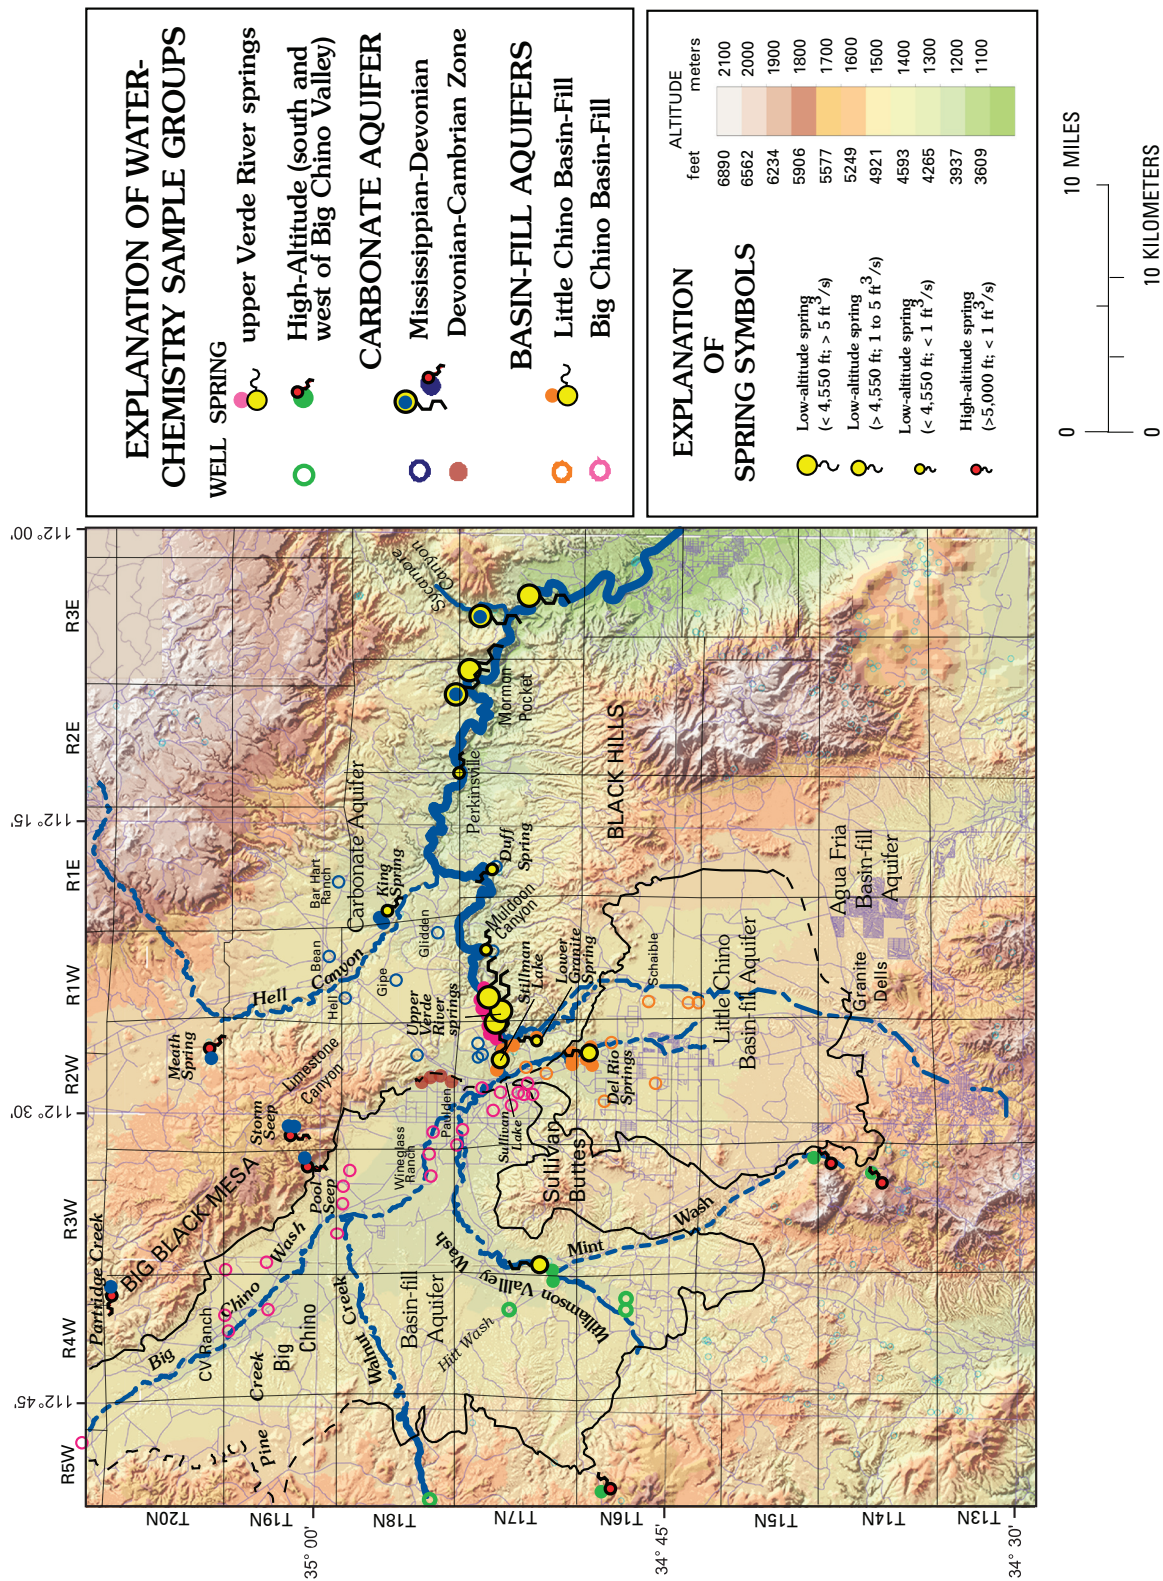 EXPLANATION OF WATER-
CHEMISTRY SAMPLE GROUPS
WELL SPRING
upper Verde River springs
High-Altitude (south and
west of Big Chino Valley)
CARBONATE AQUIFER
Mississippian-Devonian
Devonian-Cambrian Zone
BASIN-FILL AQUIFERS
Little Chino Basin-Fill
Big Chino Basin-Fill
EXPLANATION
OF
SPRING SYMBOLS
Low-altitude spring
(< 4,550 ft; > 5 ft3/s)
Low-altitude spring
(> 4,550 ft; 1 to 5 ft3/s)
Low-altitude spring
(< 4,550 ft; < 1 ft3/s)
High-altitude spring
(>5,000 ft; < 1 ft3/s)
ALTITUDE
feet meters
6890 2100
6562 2000
6234 1900
5906 1800
5577 1700
5249 1600
4921 1500
4593 1400
4265 1300
3937 1200
3609 1100
0 10 MILES
0 10 KILOMETERS
112°45'
112°30'
112°15'
112°00'
R5W
R4W
R3W
R2W
R1W
R1E
R2E
R3E
T20N
T19N
T18N
T17N
T16N
T15N
T14N
T13N
35° 00'
34° 45'
34° 30'
Partridge Creek
BIG BLACK MESA
Storm
Seep
Pool
Seep
Limestone
Canyon
Meath
Spring
Hell Canyon
Hell
Bean
Bar Hart
Ranch
Carbonate Aquifer
King
Spring
Gipe
Glidden
Sycamore
Canyon
Big Chino Wash
CV Ranch
Pine Creek
Big
Chino
Basin-fill
Aquifer
Walnut Creek
Wineglass
Ranch
Paulden
Upper
Verde
River
springs
Stillman
Lake
Lower
Granite
Spring
Muldoon
Canyon
Duff
Spring
Perkinsville
Mormon
Pocket
Hitt Wash
Williamson Valley Wash
Mint Wash
Sullivan
Lake
Sullivan
Buttes
Del Rio
Springs
Schaible
Little Chino
Basin-fill Aquifer
BLACK HILLS
Granite
Dells
Agua Fria
Basin-fill
Aquifer